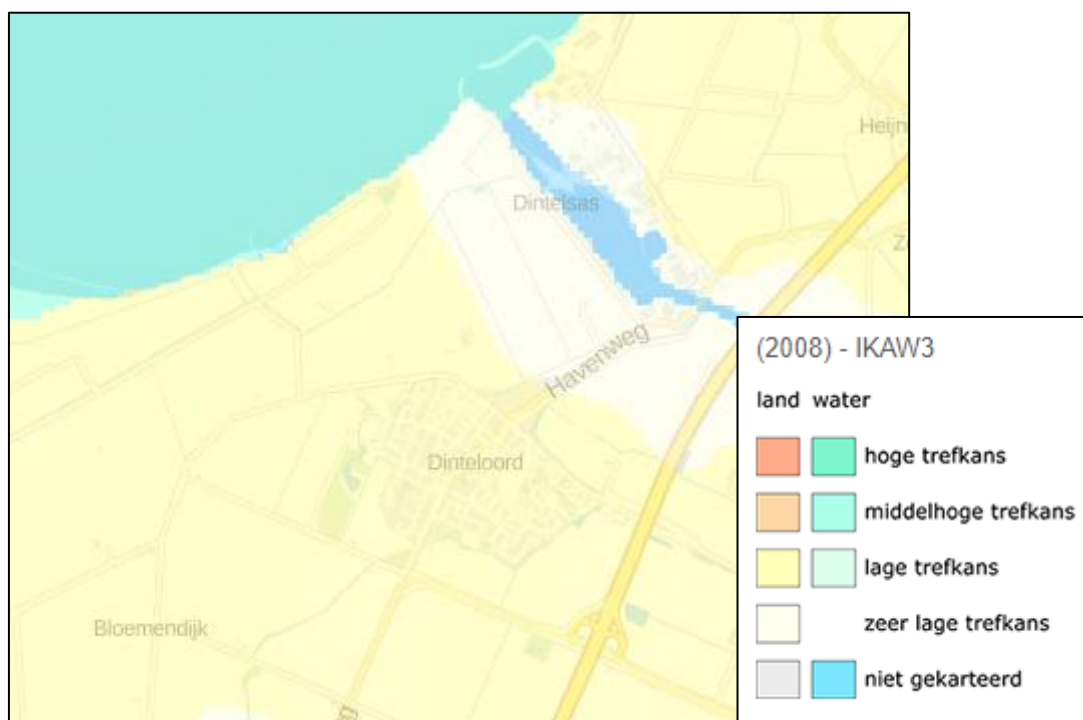 Heijn
Dintelsas
Havenweg
Dinteloord
Bloemendijk
(2008) - IKAW3
land water
hoge trefkans
middelhoge trefkans
lage trefkans
zeer lage trefkans
niet gekarteerd